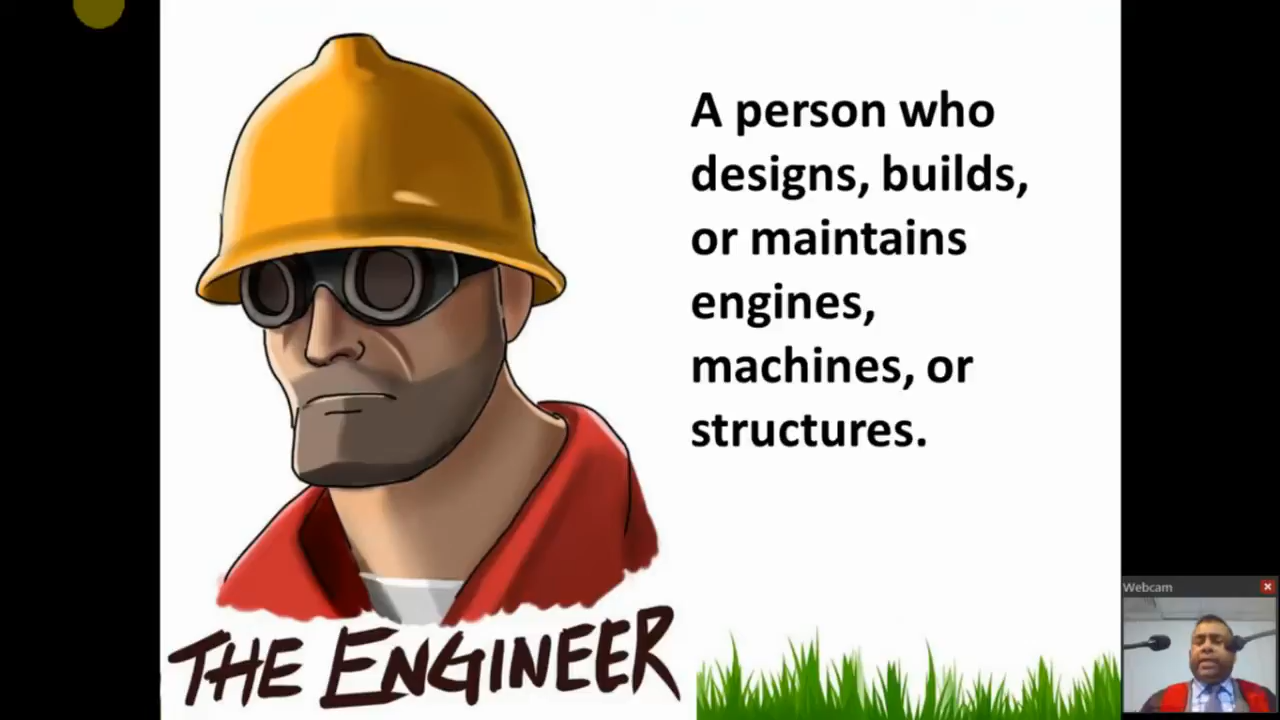 A person who
designs, builds,
or maintains
engines,
machines, or
structures.
THE ENGINEER
Webcam